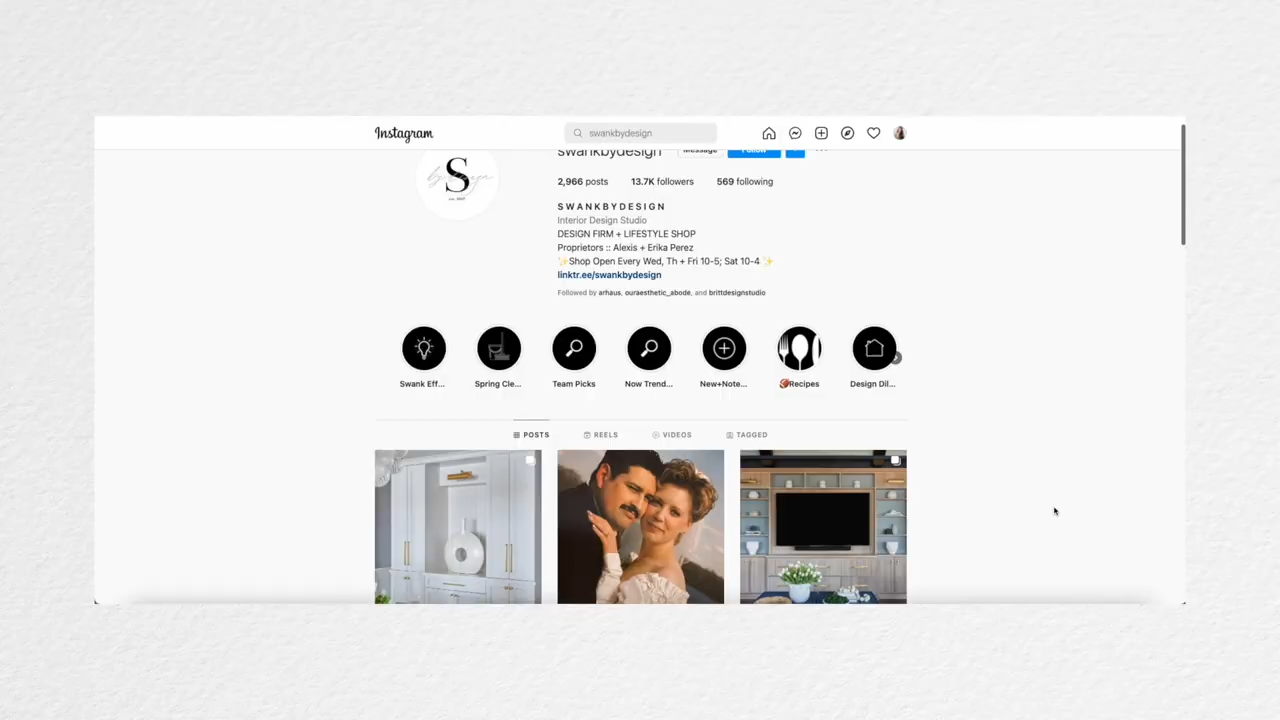 Instagram
swankbydesign
swankbydesign Message Follow
2,966 posts 13.7K followers 569 following
S W A N K B Y D E S I G N
Interior Design Studio
DESIGN FIRM + LIFESTYLE SHOP
Proprietors :: Alexis + Erika Perez
✨Shop Open Every Wed, Th + Fri 10-5; Sat 10-4 ✨
linktr.ee/swankbydesign
Followed by arhaus, ouraesthetic_abode, and brittdesignstudio
S
by design
Swank Eff... Spring Cle... Team Picks Now Trend... New+Note... 🏈Recipes Design Dil...
POSTS REELS VIDEOS TAGGED